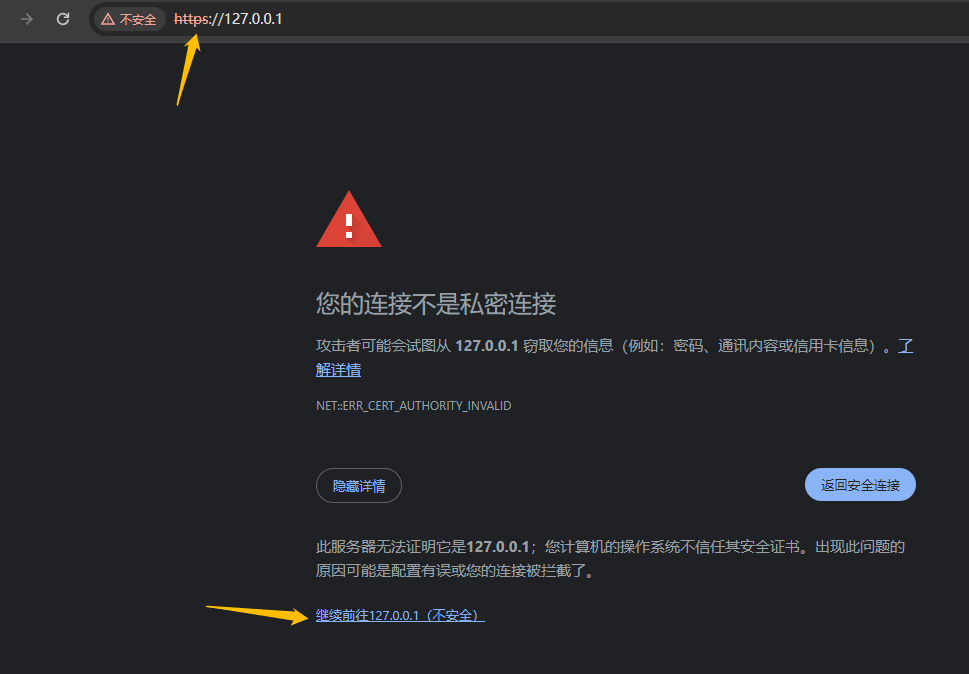 不安全 https://127.0.0.1
您的连接不是私密连接
攻击者可能会试图从 127.0.0.1 窃取您的信息（例如：密码、通讯内容或信用卡信息）。了
解详情
NET::ERR_CERT_AUTHORITY_INVALID
隐藏详情 返回安全连接
此服务器无法证明它是127.0.0.1；您计算机的操作系统不信任其安全证书。出现此问题的
原因可能是配置有误或您的连接被拦截了。
继续前往127.0.0.1（不安全）